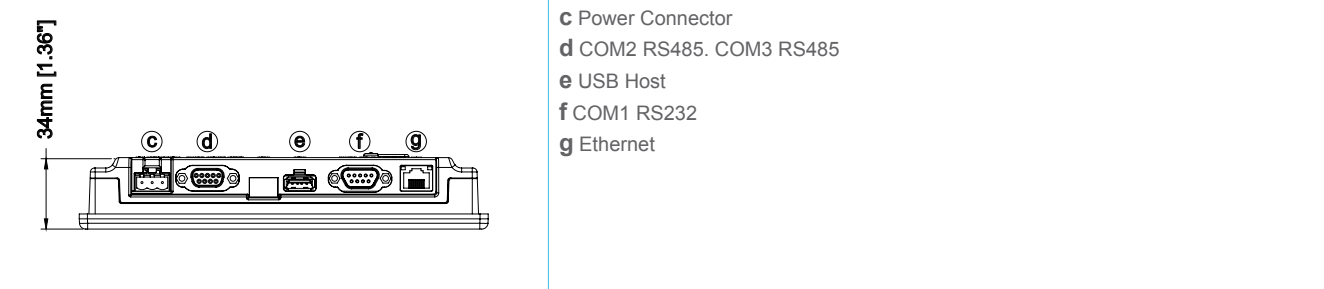 34mm [1.36"]
c d e f g
c Power Connector
d COM2 RS485. COM3 RS485
e USB Host
f COM1 RS232
g Ethernet